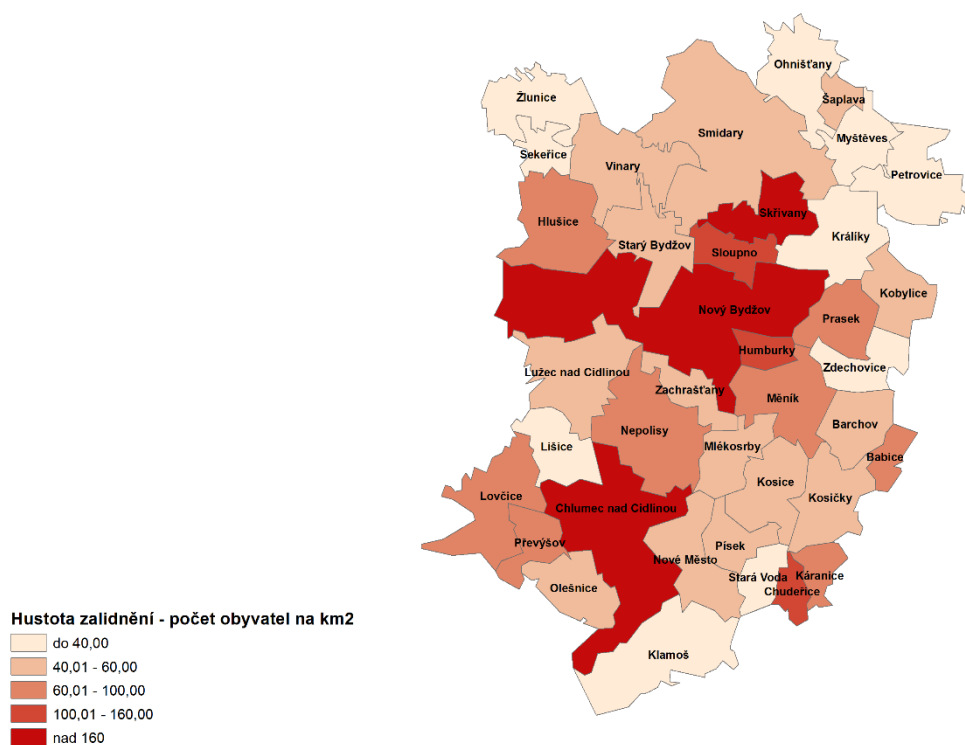 Ohnišťany
Žlunice
Šaplava
Smidary
Myštěves
Sekeřice
Vinary
Petrovice
Skřivany
Hlušice
Králíky
Starý Bydžov
Sloupno
Kobylice
Nový Bydžov
Prasek
Humburky
Lužec nad Cidlinou
Zdechovice
Zachrašťany
Měník
Barchov
Nepolisy
Mlékosrby
Lišice
Babice
Kosice
Lovčice
Kosičky
Chlumec nad Cidlinou
Převýšov
Písek
Nové Město
Káranice
Stará Voda
Olešnice
Chudeřice
Klamoš
Hustota zalidnění - počet obyvatel na km2
do 40,00
40,01 - 60,00
60,01 - 100,00
100,01 - 160,00
nad 160